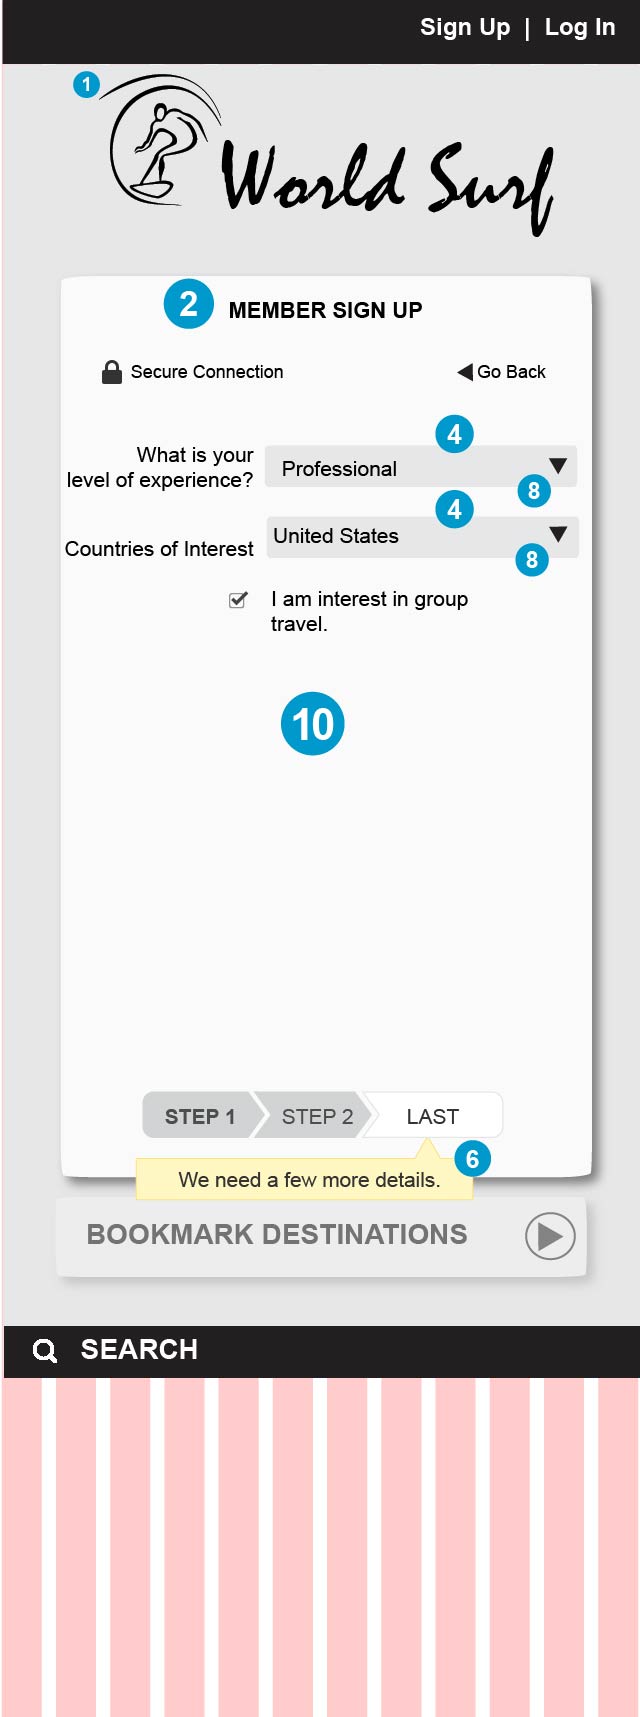 Sign Up | Log In
1
World Surf
2 MEMBER SIGN UP
Secure Connection
Go Back
4
What is your
level of experience?
Professional
8
4
Countries of Interest
United States
8
I am interest in group
travel.
10
STEP 1
STEP 2
LAST
6
We need a few more details.
BOOKMARK DESTINATIONS
SEARCH